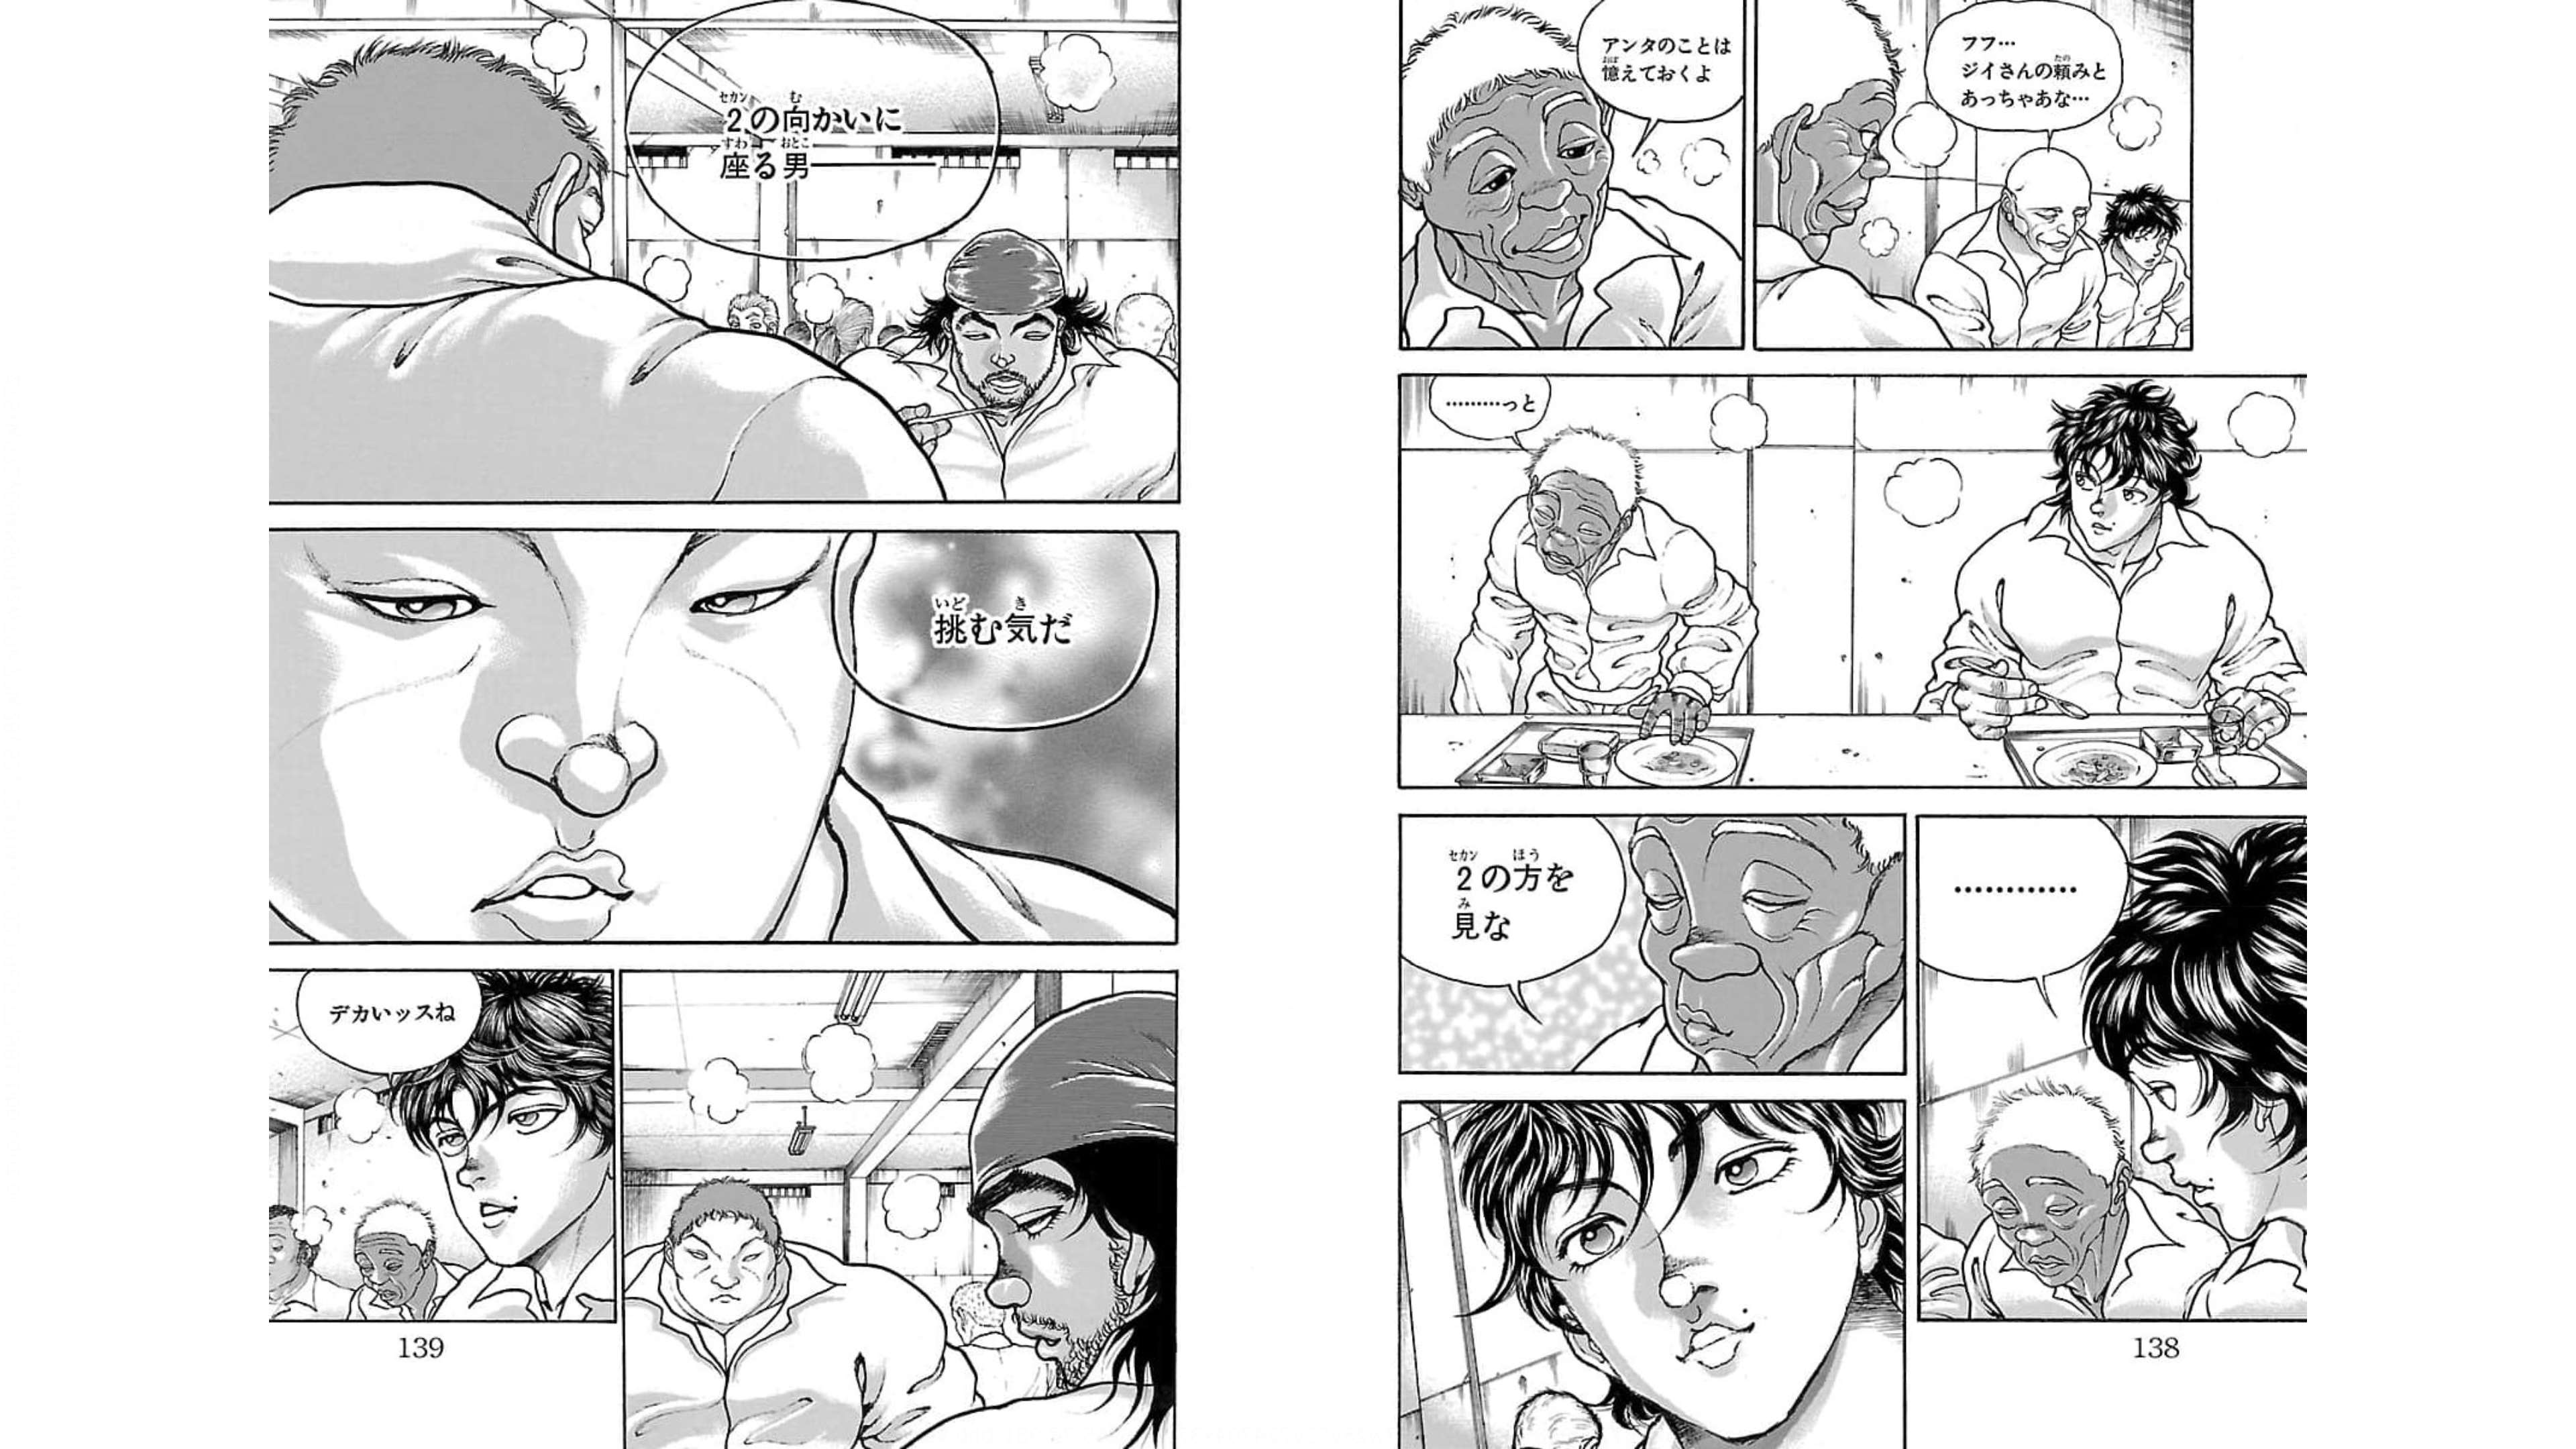 フフ…
ジイさんの頼みと
あっちゃあな…
アンタのことは
憶えておくよ
………っと
…………
2の方を
見な
138
2の向かいに
座る男―――
挑む気だ
デカいッスね
139